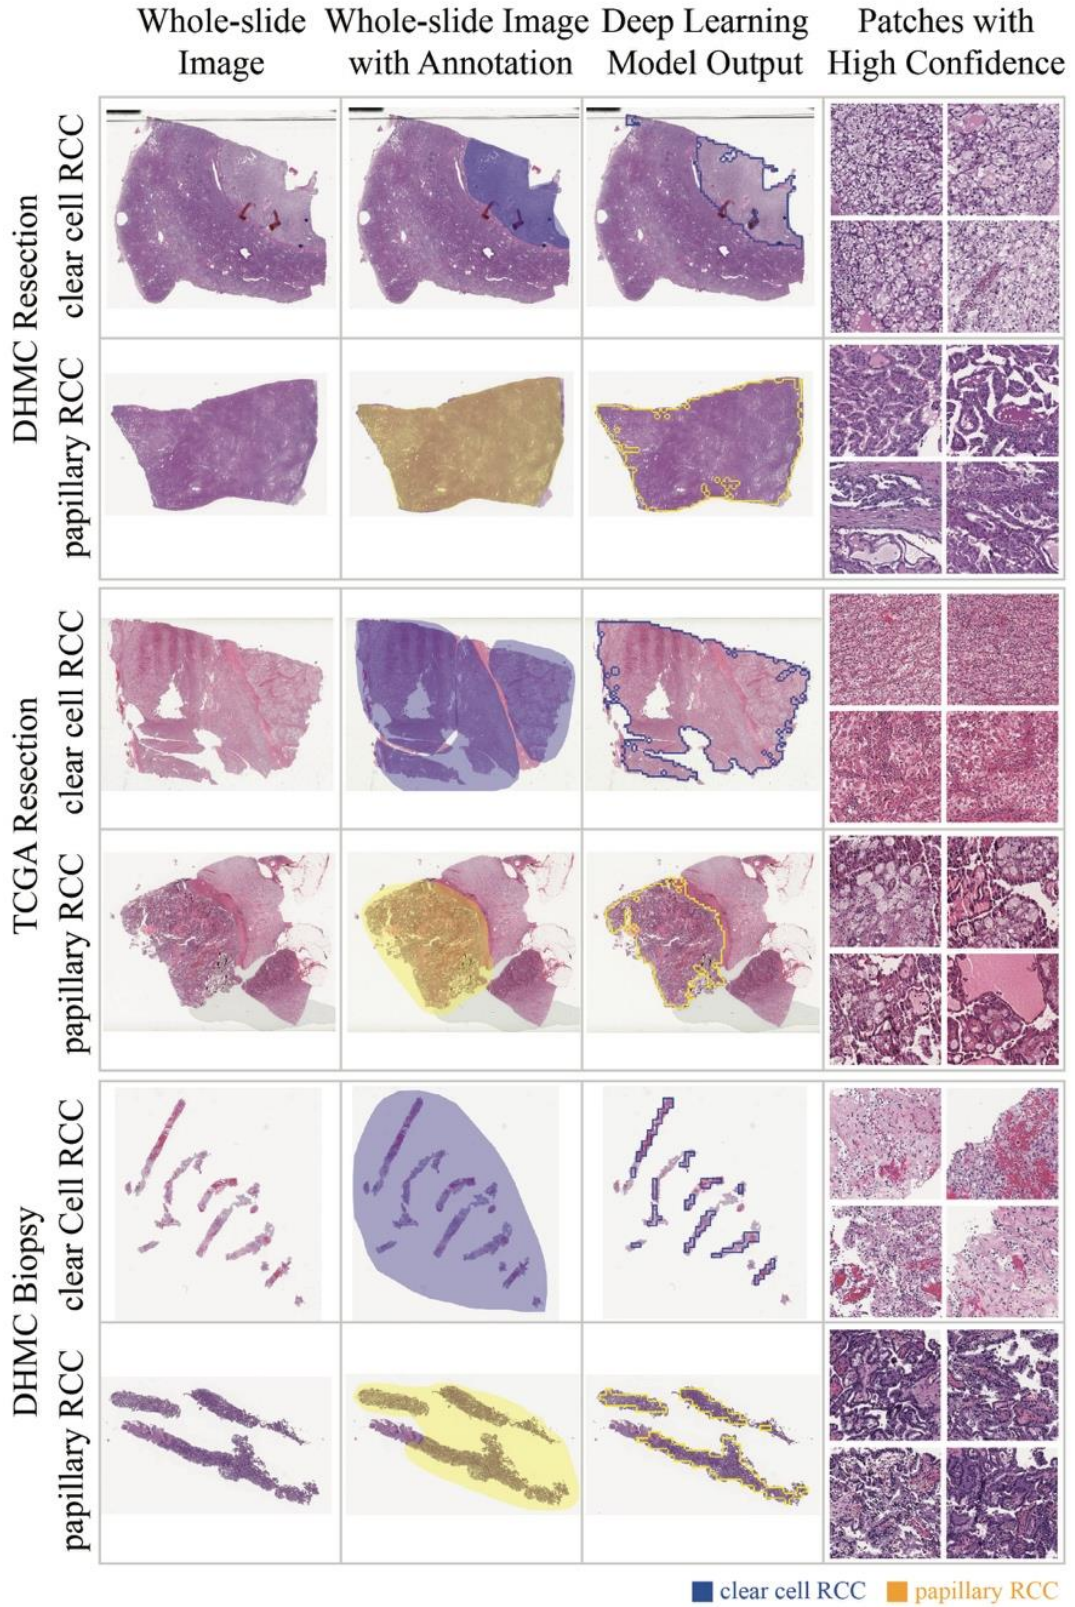 Whole-slide Image
Whole-slide Image with Annotation
Deep Learning Model Output
Patches with High Confidence
DHMC Resection
clear cell RCC
papillary RCC
TCGA Resection
clear cell RCC
papillary RCC
DHMC Biopsy
clear Cell RCC
papillary RCC
clear cell RCC
papillary RCC